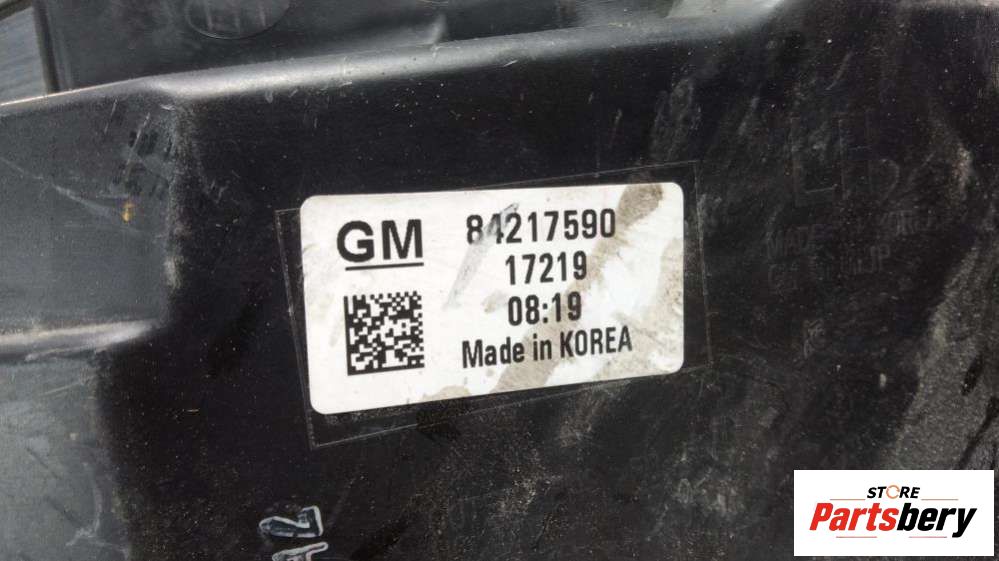 GM
84217590
17219
08:19
Made in KOREA
STORE
Partsbery